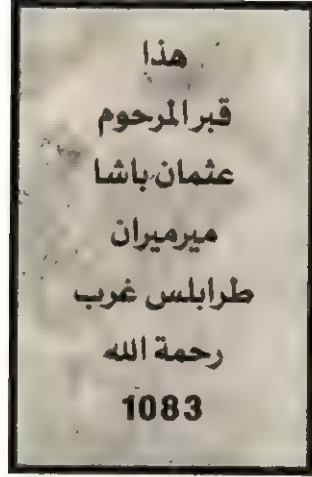 هذا
قبر المرحوم
عثمان باشا
ميرميران
طرابلس غرب
رحمة الله
1083